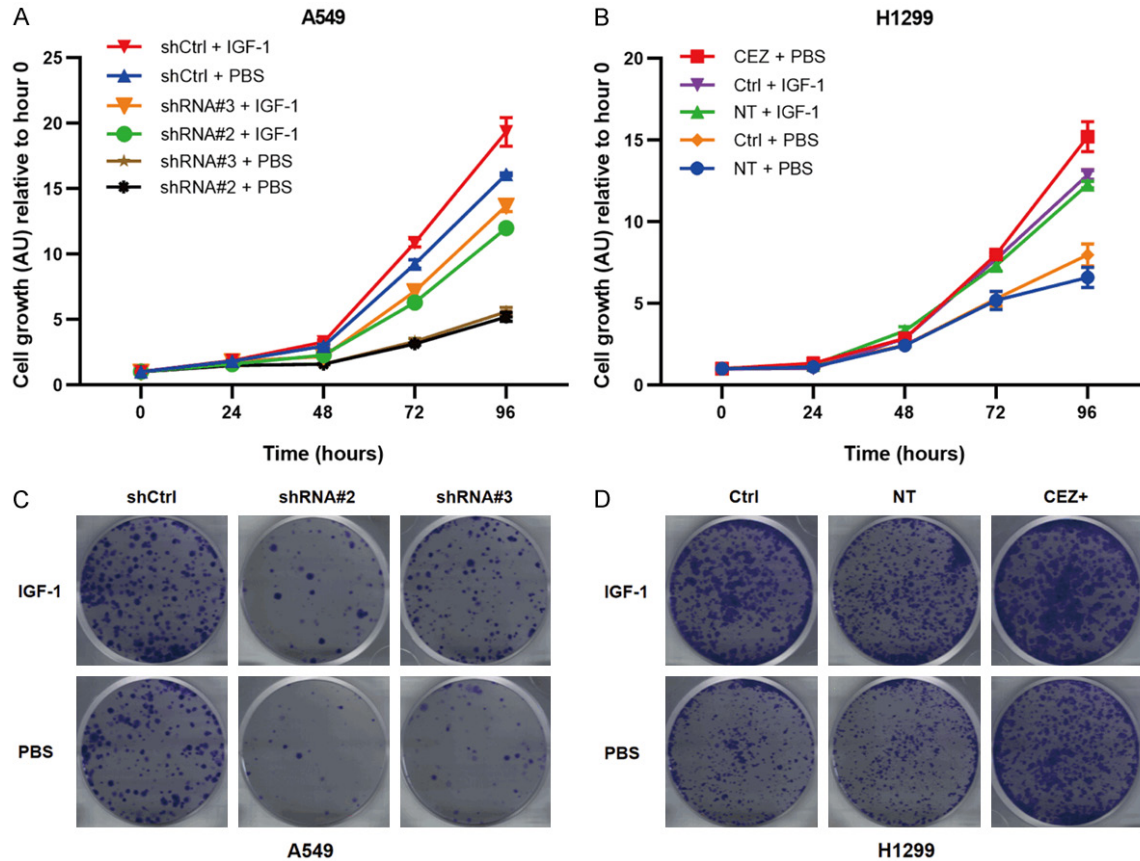 A
A549
Cell growth (AU) relative to hour 0
25
20
15
10
5
0
shCtrl + IGF-1
shCtrl + PBS
shRNA#3 + IGF-1
shRNA#2 + IGF-1
shRNA#3 + PBS
shRNA#2 + PBS
0 24 48 72 96
Time (hours)
B
H1299
Cell growth (AU) relative to hour 0
20
15
10
5
0
CEZ + PBS
Ctrl + IGF-1
NT + IGF-1
Ctrl + PBS
NT + PBS
0 24 48 72 96
Time (hours)
C
shCtrl shRNA#2 shRNA#3
IGF-1
PBS
A549
D
Ctrl NT CEZ+
IGF-1
PBS
H1299